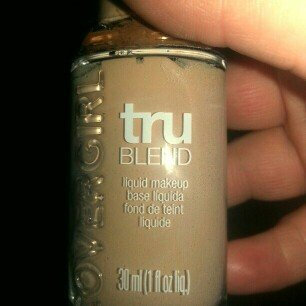 COVERGIRL
tru
BLEND
liquid makeup
base líquida
fond de teint
liquide
30 ml (1 fl oz liq.)